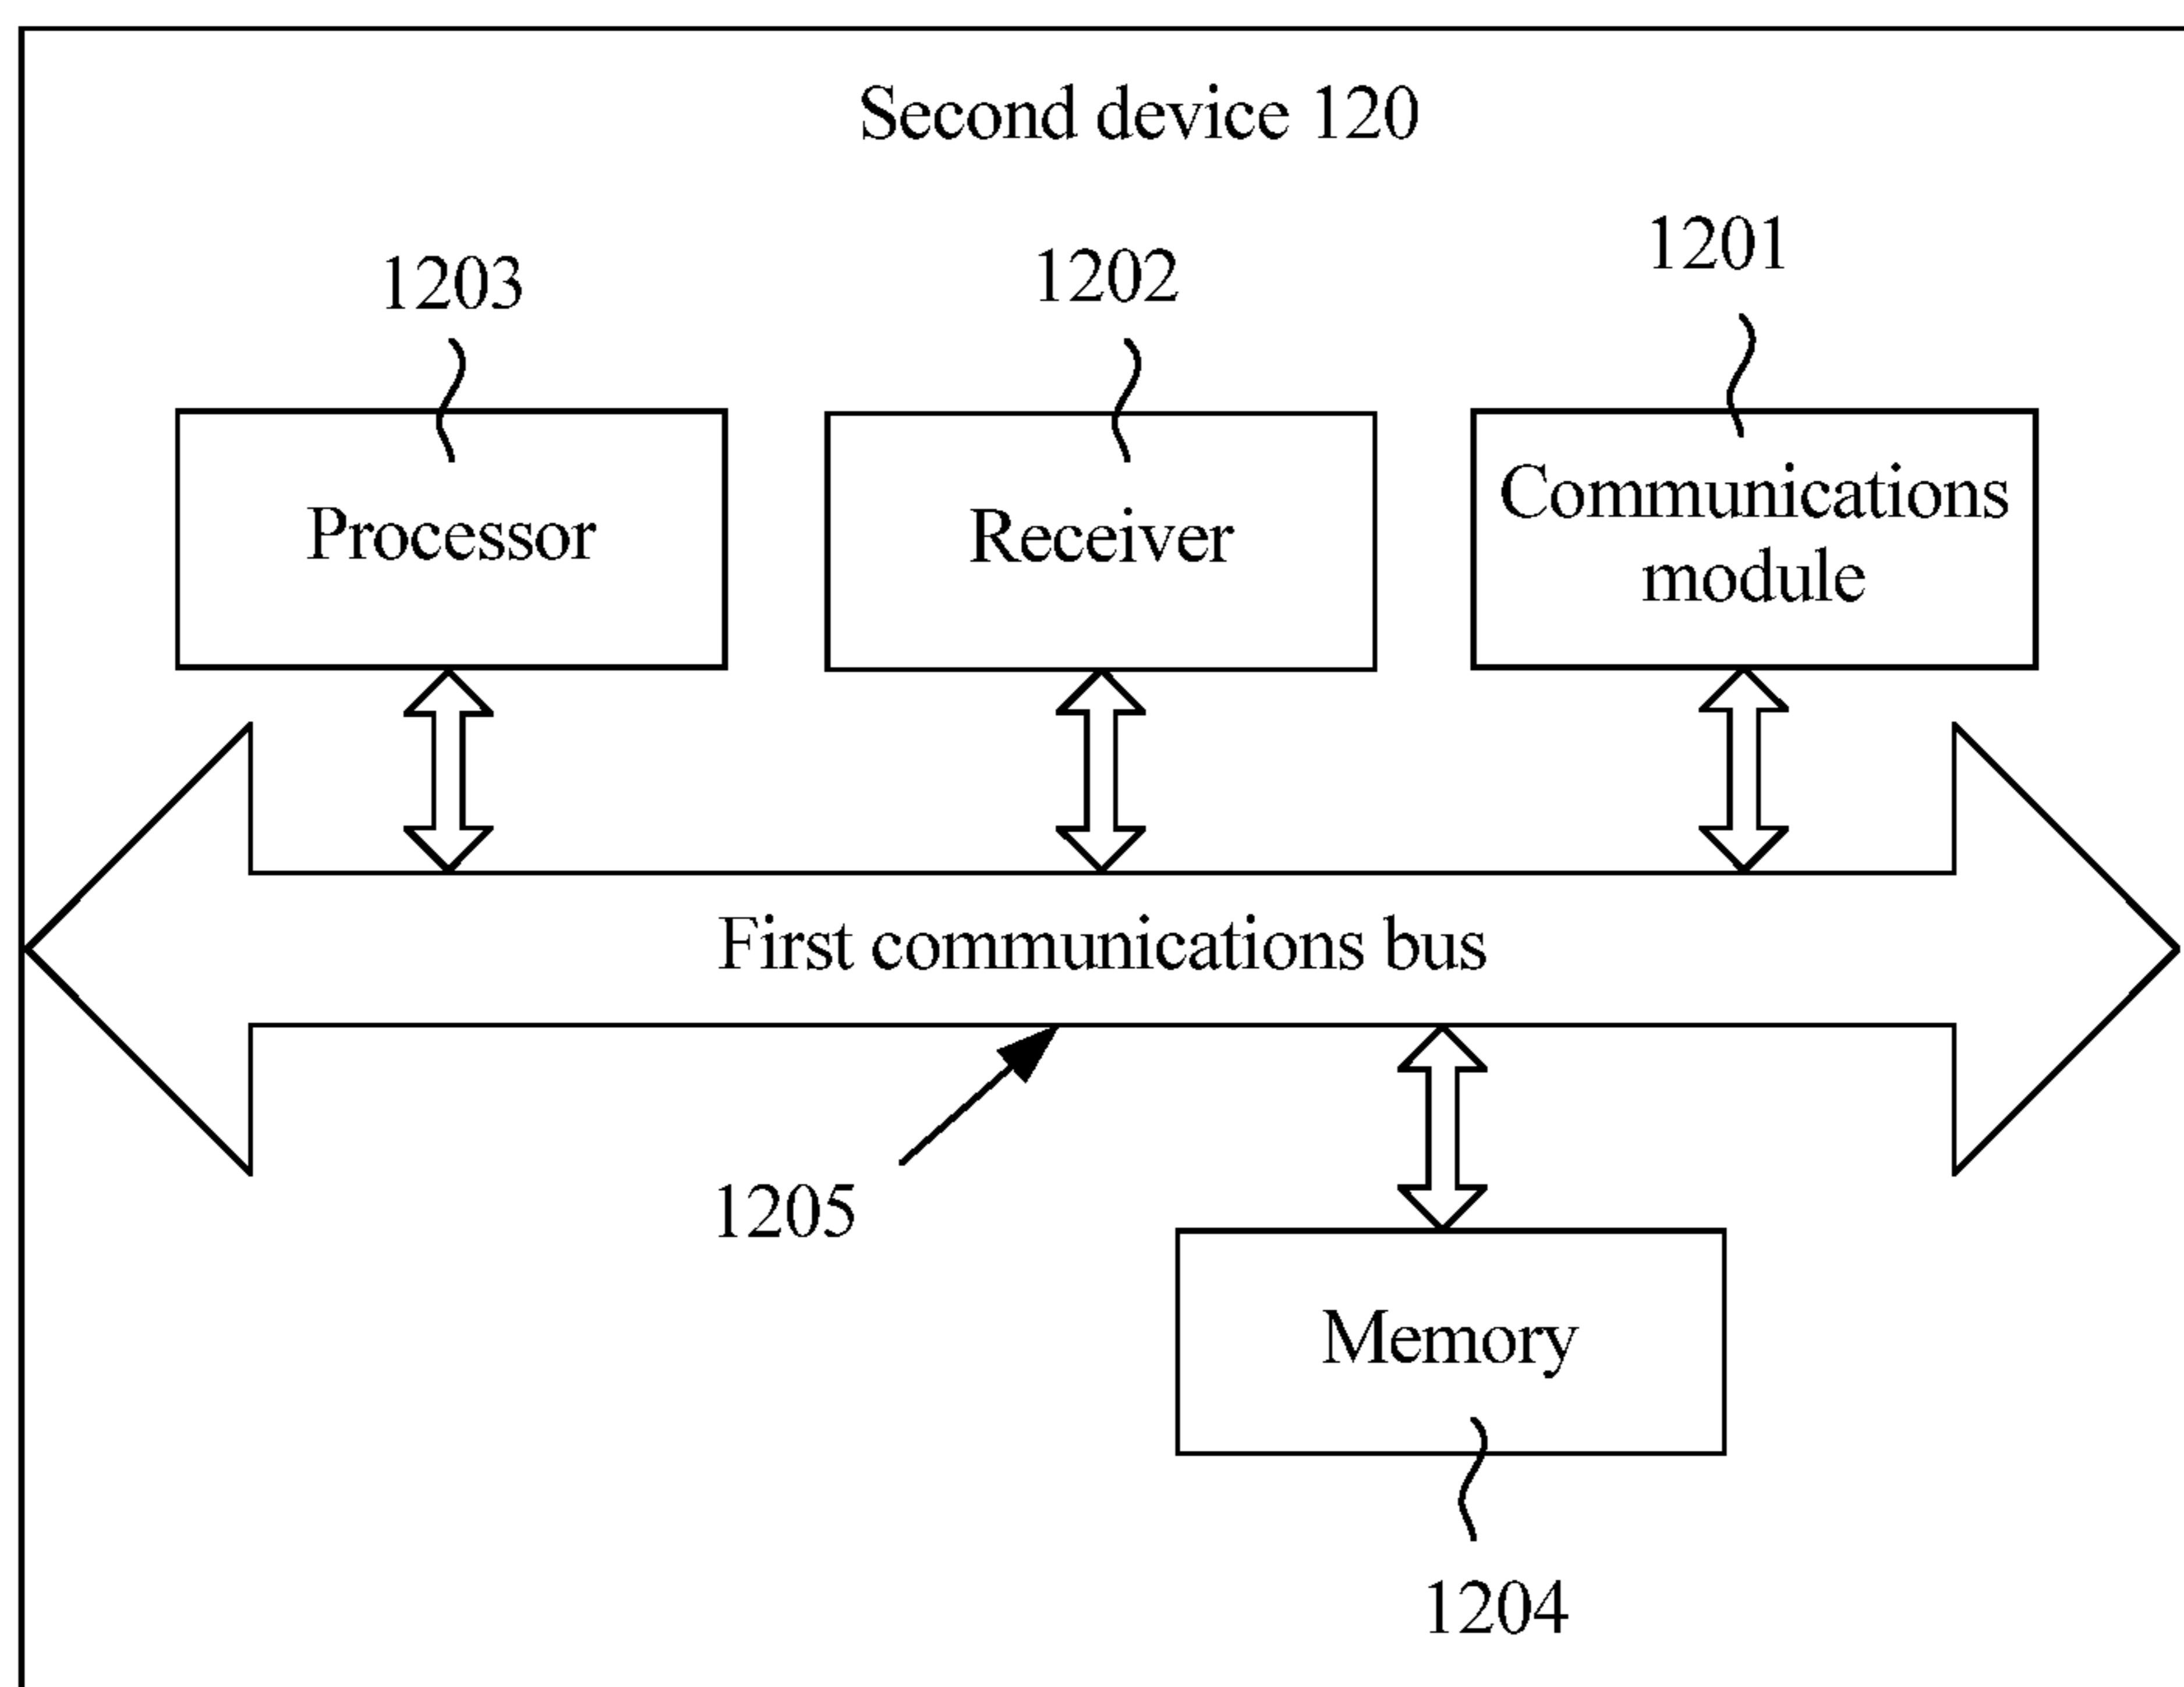 Second device 120
1203
1202
1201
Processor
Receiver
Communications
module
First communications bus
1205
Memory
1204